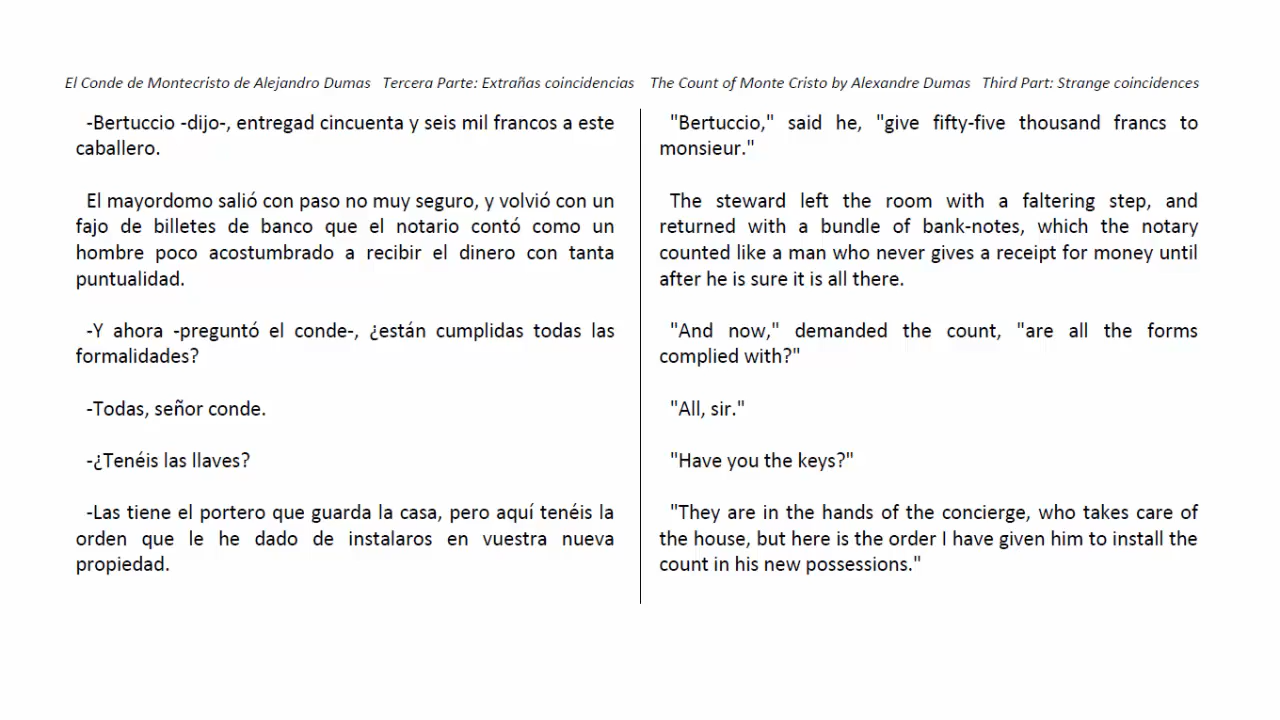 El Conde de Montecristo de Alejandro Dumas   Tercera Parte: Extrañas coincidencias
-Bertuccio -dijo-, entregad cincuenta y seis mil francos a este
caballero.
El mayordomo salió con paso no muy seguro, y volvió con un
fajo de billetes de banco que el notario contó como un
hombre poco acostumbrado a recibir el dinero con tanta
puntualidad.
-Y ahora -preguntó el conde-, ¿están cumplidas todas las
formalidades?
-Todas, señor conde.
-¿Tenéis las llaves?
-Las tiene el portero que guarda la casa, pero aquí tenéis la
orden que le he dado de instalaros en vuestra nueva
propiedad.
The Count of Monte Cristo by Alexandre Dumas   Third Part: Strange coincidences
"Bertuccio," said he, "give fifty-five thousand francs to
monsieur."
The steward left the room with a faltering step, and
returned with a bundle of bank-notes, which the notary
counted like a man who never gives a receipt for money until
after he is sure it is all there.
"And now," demanded the count, "are all the forms
complied with?"
"All, sir."
"Have you the keys?"
"They are in the hands of the concierge, who takes care of
the house, but here is the order I have given him to install the
count in his new possessions."